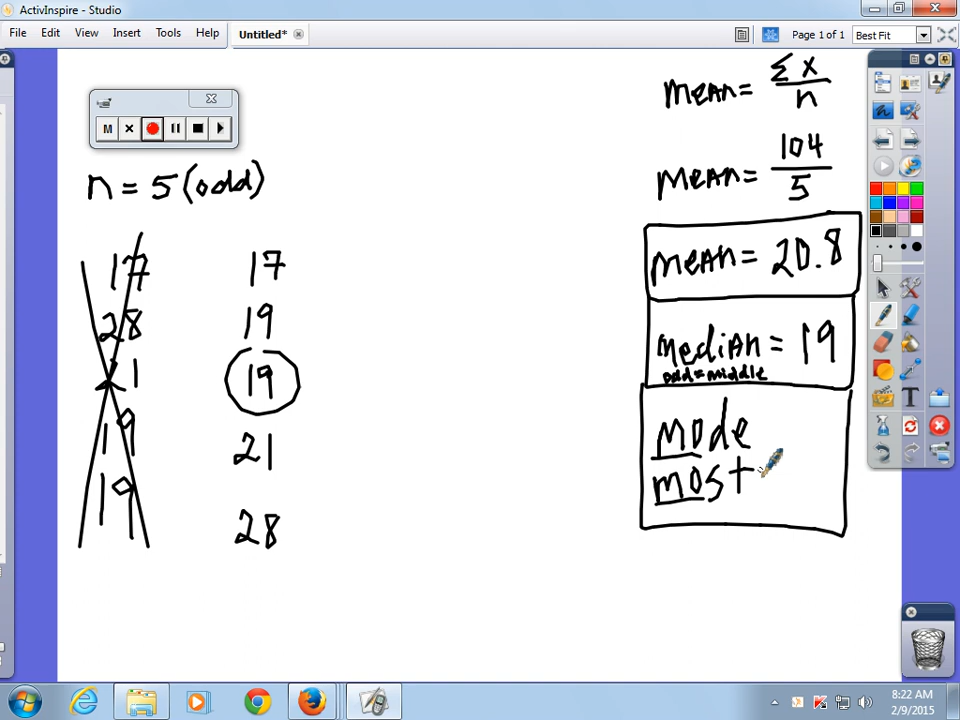 ActivInspire - Studio
File Edit View Insert Tools Help Untitled* Page 1 of 1 Best Fit
M
n = 5 (odd)
17
28
21
19
19
17
19
19
21
28
mean = Σx
n
mean = 104
5
mean = 20.8
median = 19
odd = middle
mode
most
T
8:22 AM
2/9/2015